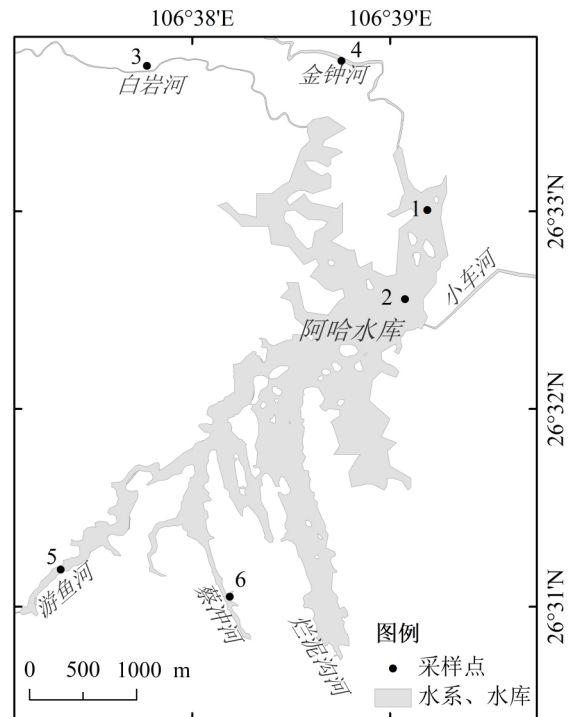 106°38'E 106°39'E
3
白岩河
4
金钟河
1
26°33'N
小车河
2
阿哈水库
26°32'N
5
游鱼河
6
蔡冲河
烂泥沟河
26°31'N
图例
采样点
水系、水库
0 500 1000 m